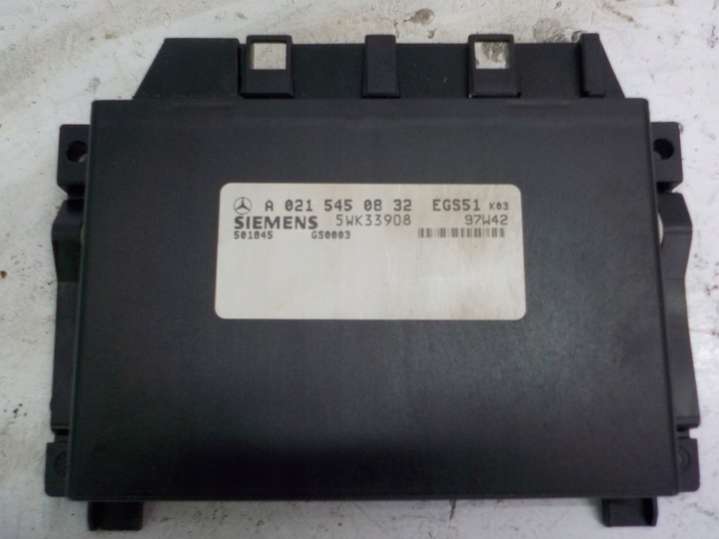 A 021 545 08 32 EGS51 K03
SIEMENS 5WK33908 97W42
501845 G50003